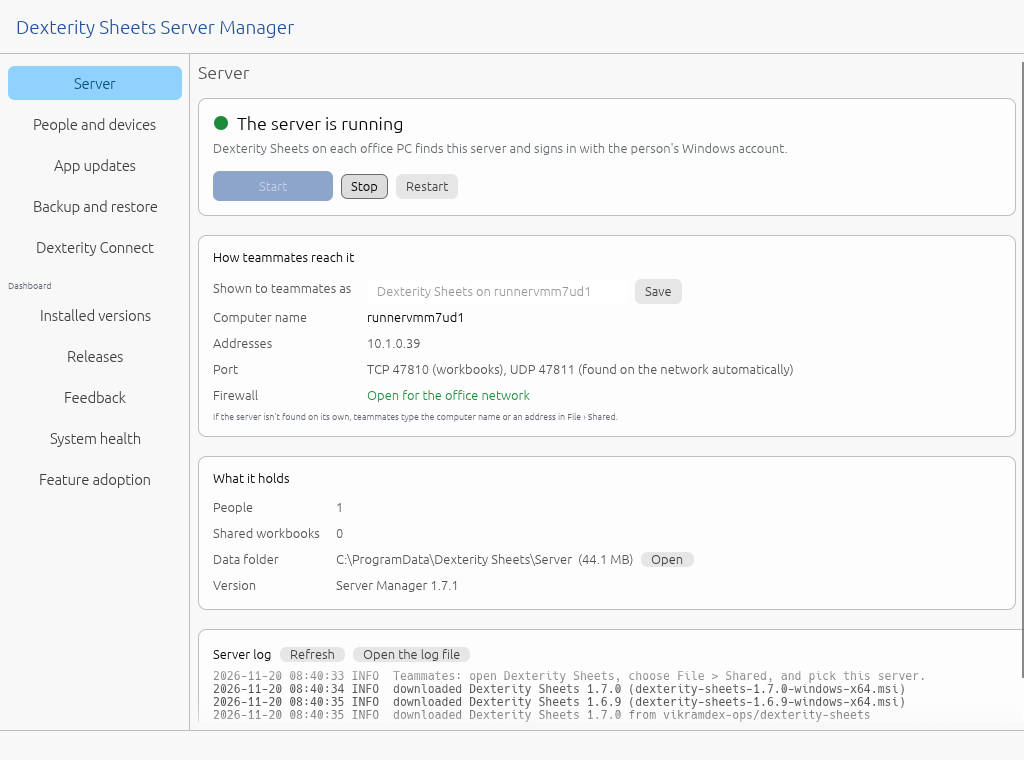 Dexterity Sheets Server Manager
Server
People and devices
App updates
Backup and restore
Dexterity Connect
Dashboard
Installed versions
Releases
Feedback
System health
Feature adoption
Server
The server is running
Dexterity Sheets on each office PC finds this server and signs in with the person's Windows account.
Start Stop Restart
How teammates reach it
Shown to teammates as Dexterity Sheets on runnervmm7ud1 Save
Computer name runnervmm7ud1
Addresses 10.1.0.39
Port TCP 47810 (workbooks), UDP 47811 (found on the network automatically)
Firewall Open for the office network
If the server isn't found on its own, teammates type the computer name or an address in File › Shared.
What it holds
People 1
Shared workbooks 0
Data folder C:\ProgramData\Dexterity Sheets\Server (44.1 MB) Open
Version Server Manager 1.7.1
Server log Refresh Open the log file
2026-11-20 08:40:33 INFO Teammates: open Dexterity Sheets, choose File > Shared, and pick this server.
2026-11-20 08:40:34 INFO downloaded Dexterity Sheets 1.7.0 (dexterity-sheets-1.7.0-windows-x64.msi)
2026-11-20 08:40:35 INFO downloaded Dexterity Sheets 1.6.9 (dexterity-sheets-1.6.9-windows-x64.msi)
2026-11-20 08:40:35 INFO downloaded Dexterity Sheets 1.7.0 from vikramdex-ops/dexterity-sheets